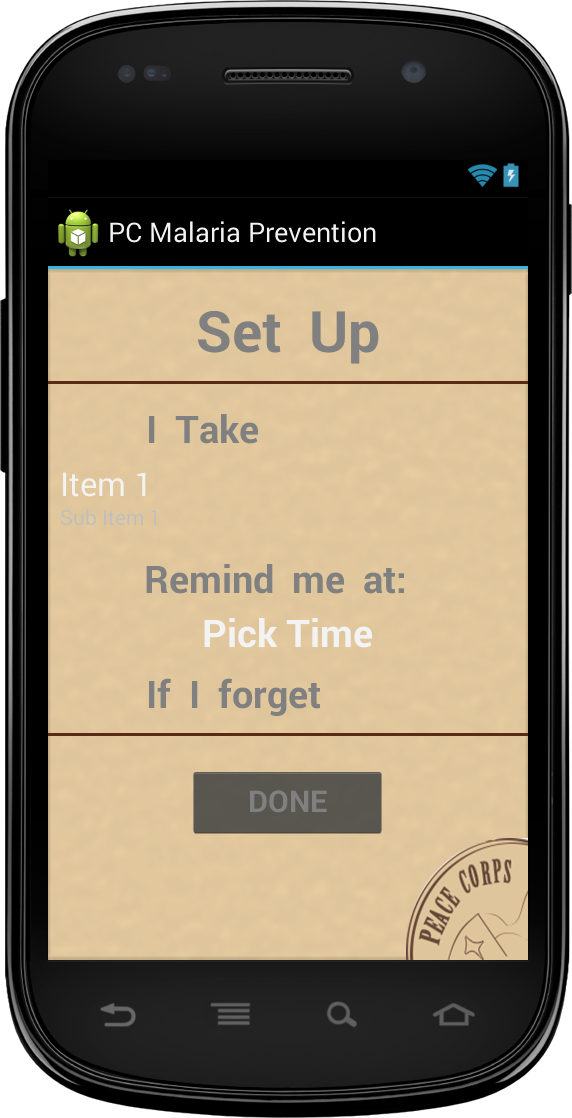 PC Malaria Prevention
Set Up
I Take
Item 1
Sub Item 1
Remind me at:
Pick Time
If I forget
DONE
PEACE CORPS